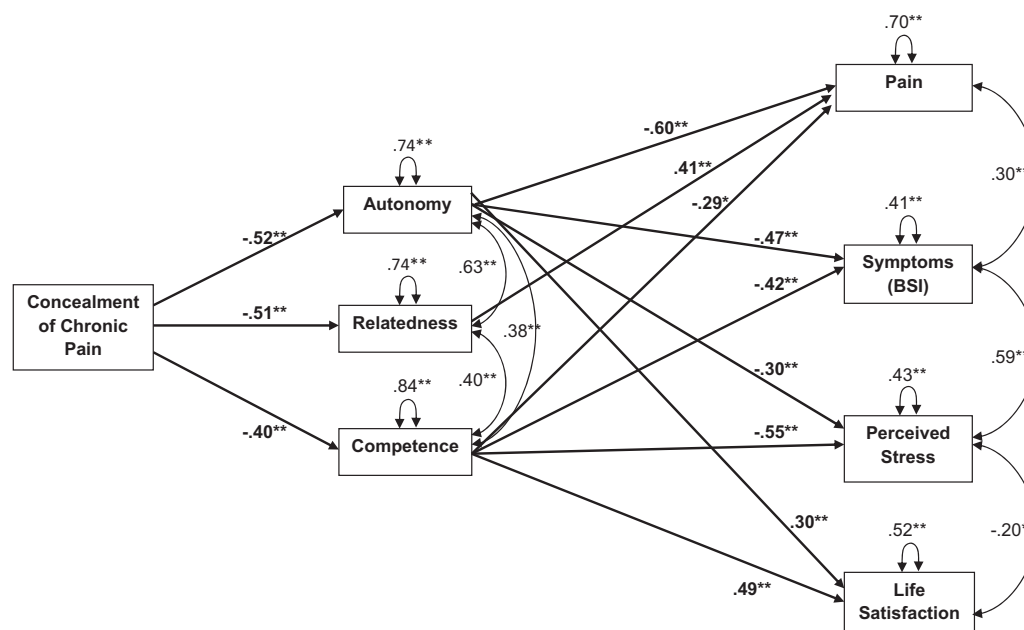 .70**
Pain
-.60**
.74**
.41**
.30**
Autonomy
-.29*
.41**
-.52**
-.47**
Symptoms
(BSI)
.63**
.74**
-.42**
Concealment
of Chronic
Pain
-.51**
Relatedness
.38**
.59**
.40**
.84**
-.30**
.43**
-.40**
Competence
-.55**
Perceived
Stress
.30**
.52**
-.20*
.49**
Life
Satisfaction